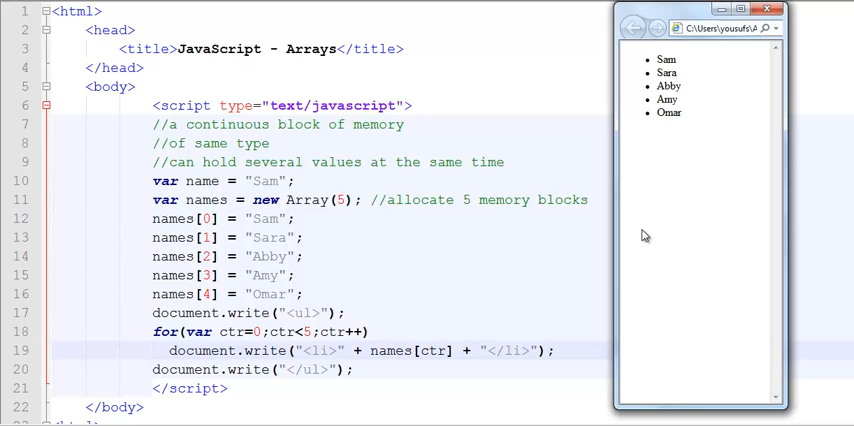 1 <html>
2 <head>
3 <title>JavaScript - Arrays</title>
4 </head>
5 <body>
6 <script type="text/javascript">
7 //a continuous block of memory
8 //of same type
9 //can hold several values at the same time
10 var name = "Sam";
11 var names = new Array(5); //allocate 5 memory blocks
12 names[0] = "Sam";
13 names[1] = "Sara";
14 names[2] = "Abby";
15 names[3] = "Amy";
16 names[4] = "Omar";
17 document.write("<ul>");
18 for(var ctr=0;ctr<5;ctr++)
19 document.write("<li>" + names[ctr] + "</li>");
20 document.write("</ul>");
21 </script>
22 </body>
23
C:\Users\yousufs\A
Sam
Sara
Abby
Amy
Omar